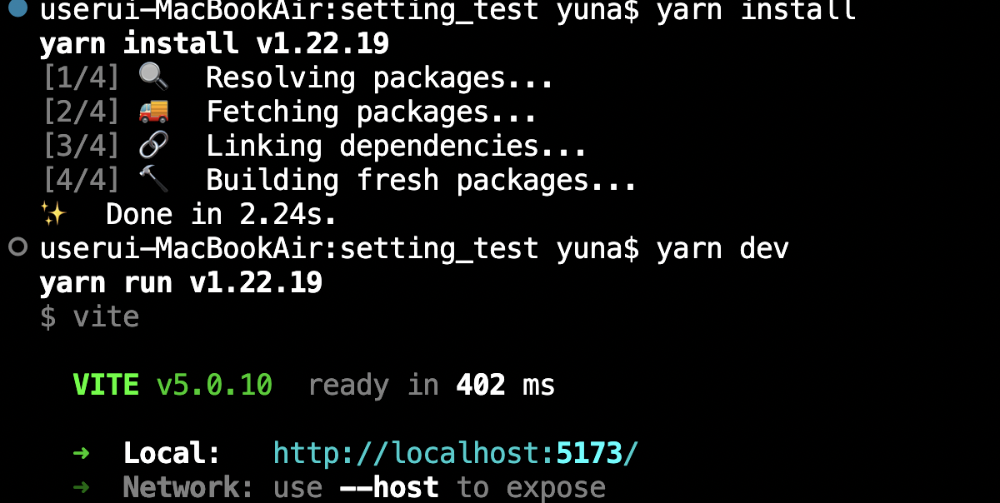 userui-MacBookAir:setting_test yuna$ yarn install
yarn install v1.22.19
[1/4] 🔍 Resolving packages...
[2/4] 🚚 Fetching packages...
[3/4] 🔗 Linking dependencies...
[4/4] 🔨 Building fresh packages...
✨ Done in 2.24s.
userui-MacBookAir:setting_test yuna$ yarn dev
yarn run v1.22.19
$ vite
VITE v5.0.10 ready in 402 ms
➜ Local: http://localhost:5173/
➜ Network: use --host to expose